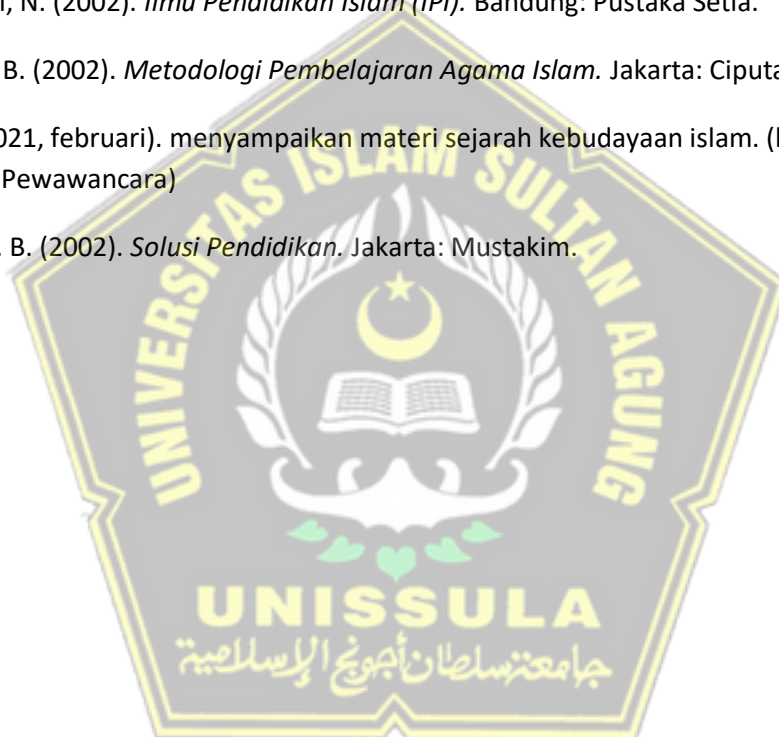 , N. (2002). Ilmu Pendidikan Islam (IPI). Bandung: Pustaka Setia.
B. (2002). Metodologi Pembelajaran Agama Islam. Jakarta: Ciputa
021, februari). menyampaikan materi sejarah kebudayaan islam. (
Pewawancara)
. B. (2002). Solusi Pendidikan. Jakarta: Mustakim.
UNIVERSITAS ISLAM SULTAN AGUNG
UNISSULA
جامعة سلطان أجونج الإسلامية